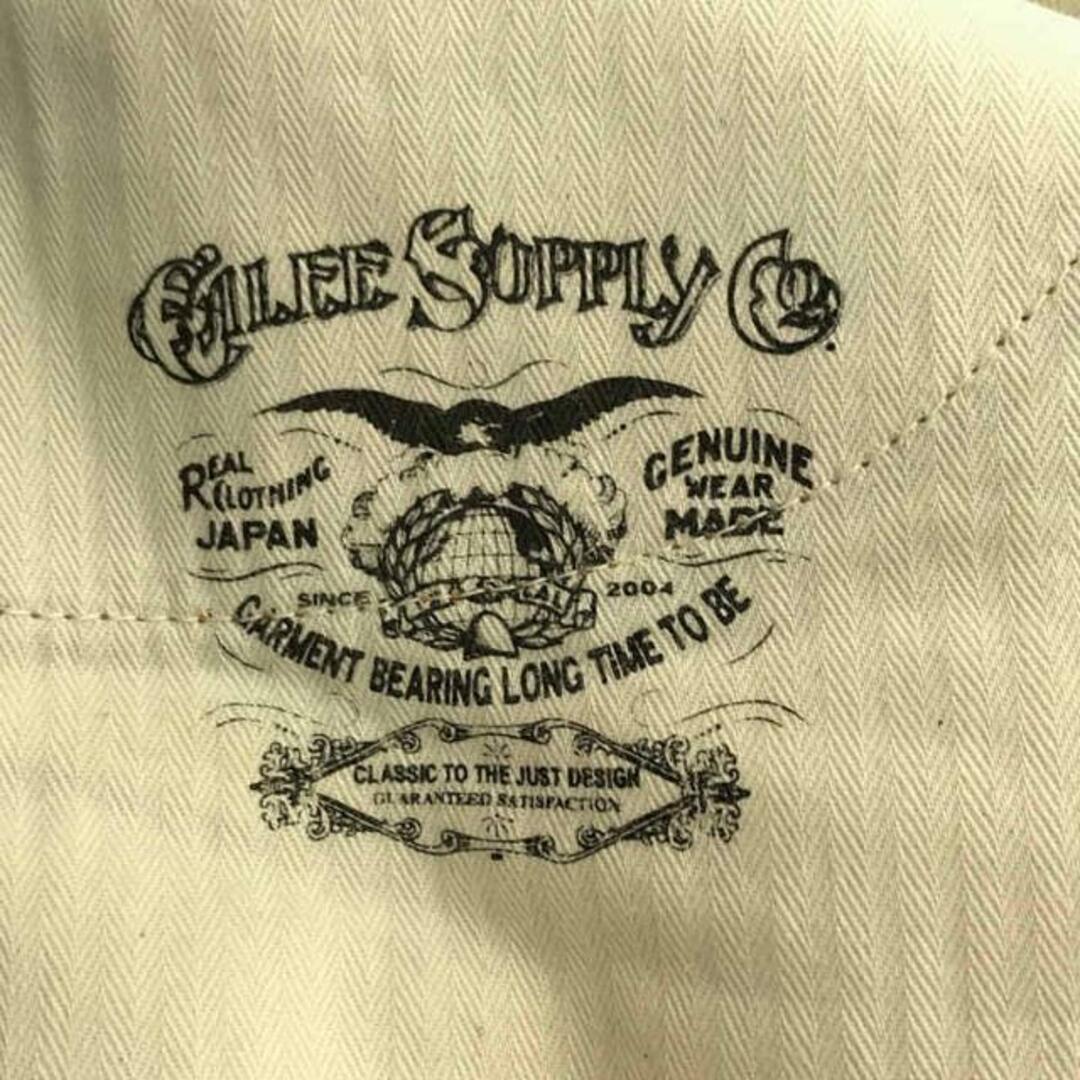 CALEE SUPPLY CO.
REAL CLOTHING
JAPAN
GENUINE
WEAR
MADE
SINCE 2004
GARMENT BEARING LONG TIME TO BE
CLASSIC TO THE JUST DESIGN
GUARANTEED SATISFACTION